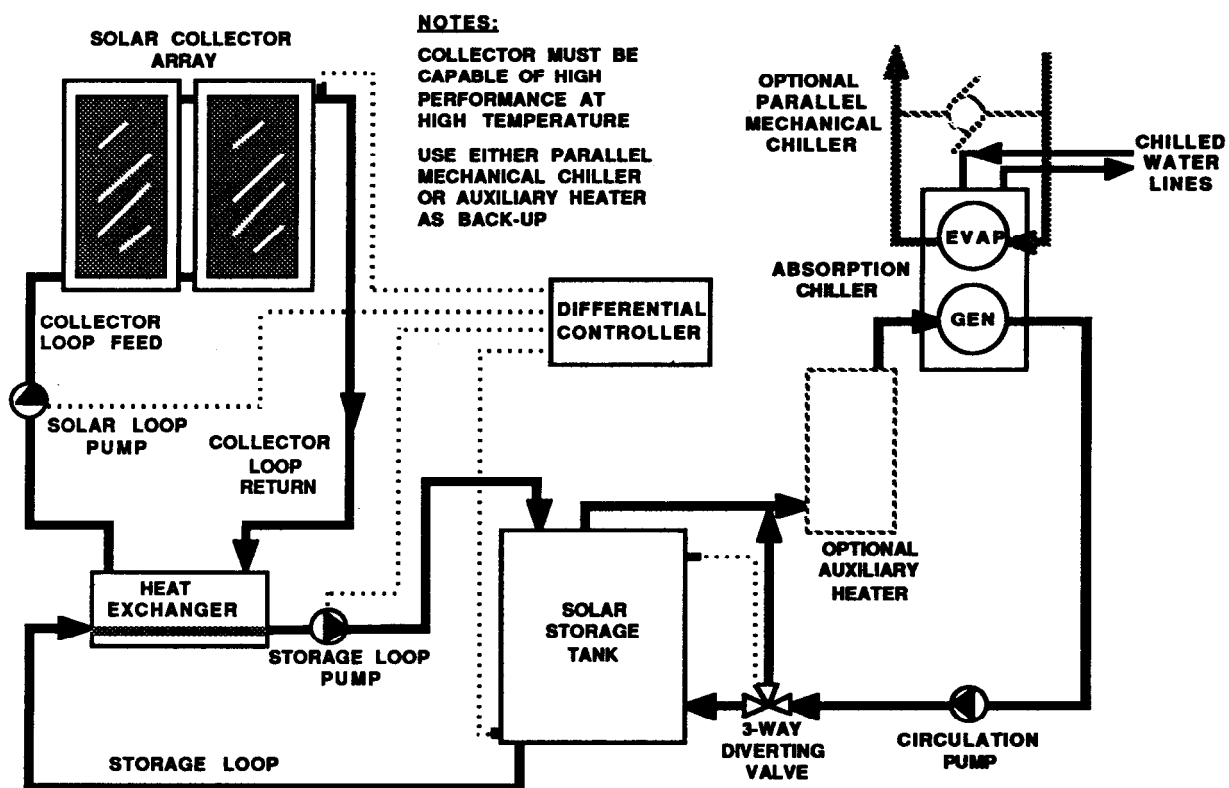 SOLAR COLLECTOR
ARRAY
NOTES:
COLLECTOR MUST BE
CAPABLE OF HIGH
PERFORMANCE AT
HIGH TEMPERATURE
USE EITHER PARALLEL
MECHANICAL CHILLER
OR AUXILIARY HEATER
AS BACK-UP
OPTIONAL
PARALLEL
MECHANICAL
CHILLER
CHILLED
WATER
LINES
EVAP
ABSORPTION
CHILLER
GEN
DIFFERENTIAL
CONTROLLER
COLLECTOR
LOOP FEED
SOLAR LOOP
PUMP
COLLECTOR
LOOP
RETURN
HEAT
EXCHANGER
STORAGE LOOP
PUMP
SOLAR
STORAGE
TANK
OPTIONAL
AUXILIARY
HEATER
3-WAY
DIVERTING
VALVE
CIRCULATION
PUMP
STORAGE LOOP